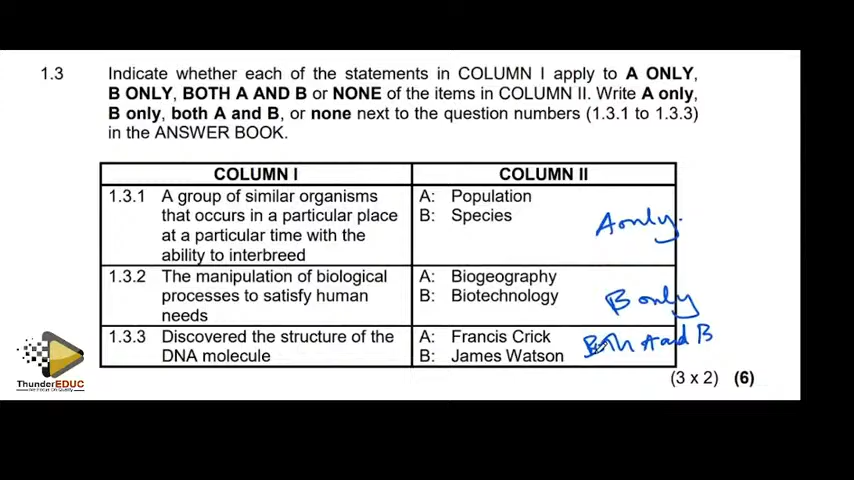 1.3 Indicate whether each of the statements in COLUMN I apply to A ONLY,
B ONLY, BOTH A AND B or NONE of the items in COLUMN II. Write A only,
B only, both A and B, or none next to the question numbers (1.3.1 to 1.3.3)
in the ANSWER BOOK.
COLUMN I COLUMN II
1.3.1 A group of similar organisms A: Population
that occurs in a particular place B: Species
at a particular time with the A only.
ability to interbreed
1.3.2 The manipulation of biological A: Biogeography
processes to satisfy human B: Biotechnology B only
needs
1.3.3 Discovered the structure of the A: Francis Crick Both A and B
DNA molecule B: James Watson
(3 x 2) (6)
ThunderEDUC
We Focus On Quality